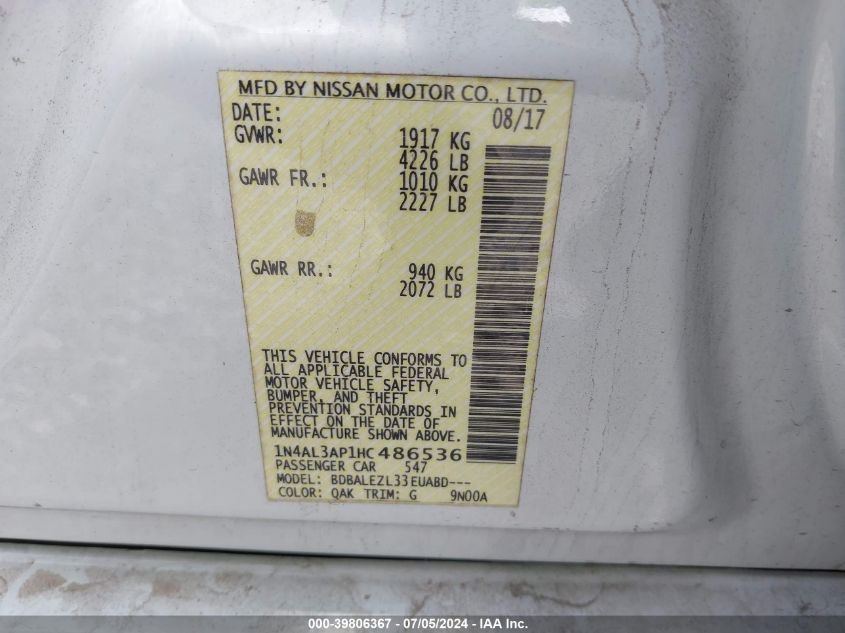 MFD BY NISSAN MOTOR CO., LTD.
DATE: 08/17
GVWR: 1917 KG
4226 LB
GAWR FR.: 1010 KG
2227 LB
GAWR RR.: 940 KG
2072 LB
THIS VEHICLE CONFORMS TO
ALL APPLICABLE FEDERAL
MOTOR VEHICLE SAFETY,
BUMPER, AND THEFT
PREVENTION STANDARDS IN
EFFECT ON THE DATE OF
MANUFACTURE SHOWN ABOVE.
1N4AL3AP1HC486536
PASSENGER CAR 547
MODEL: BDBALEZL33EUABD---
COLOR: QAK TRIM: G 9N00A
000-39806367 - 07/05/2024 - IAA Inc.